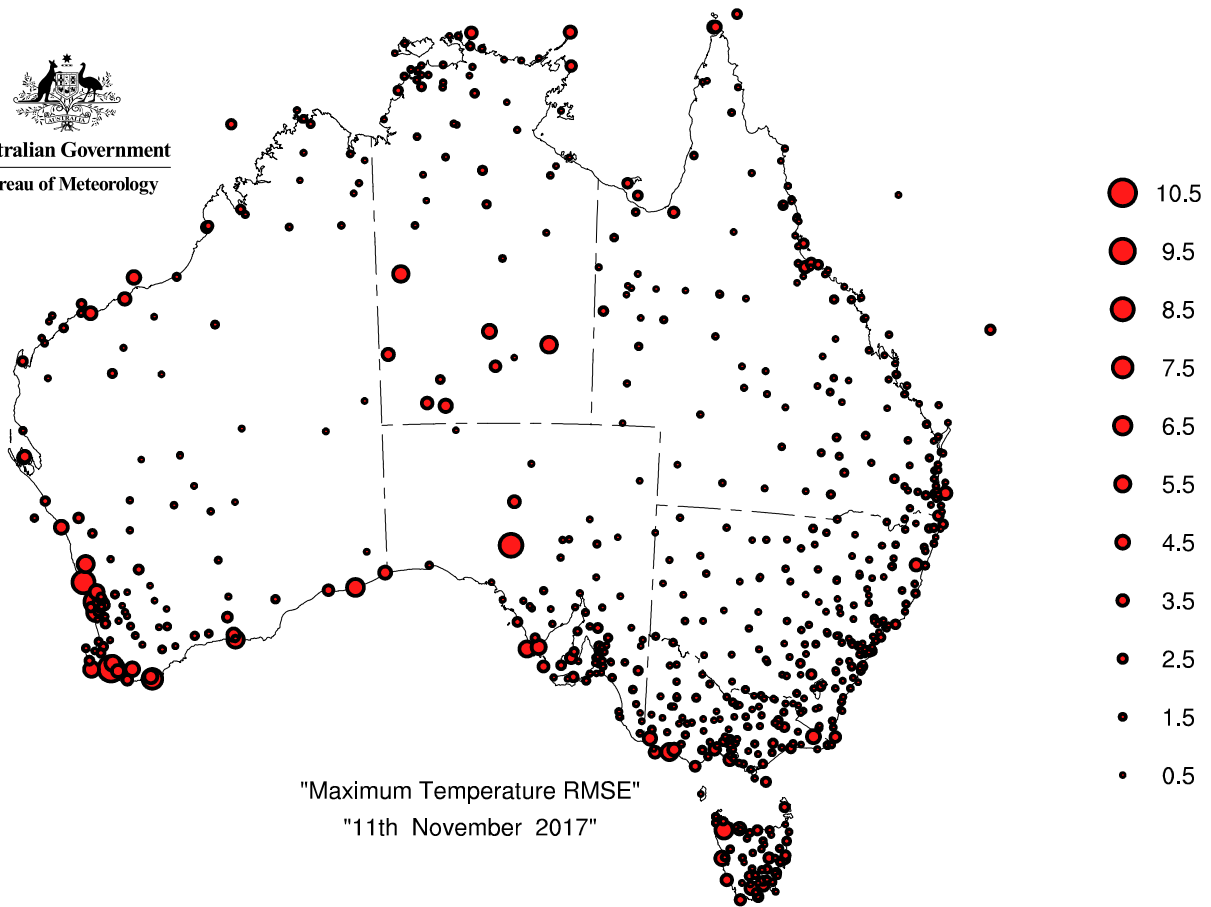 AUSTRALIA
tralian Government
reau of Meteorology
10.5
9.5
8.5
7.5
6.5
5.5
4.5
3.5
2.5
1.5
0.5
"Maximum Temperature RMSE"
"11th November 2017"